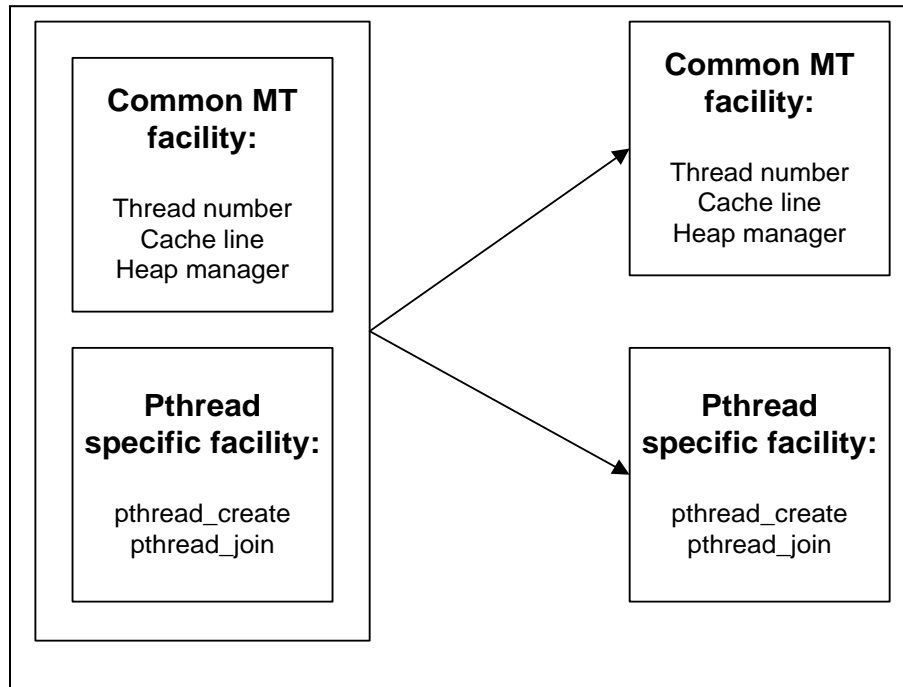 Common MT
facility:
Thread number
Cache line
Heap manager
Pthread
specific facility:
pthread_create
pthread_join
Common MT
facility:
Thread number
Cache line
Heap manager
Pthread
specific facility:
pthread_create
pthread_join